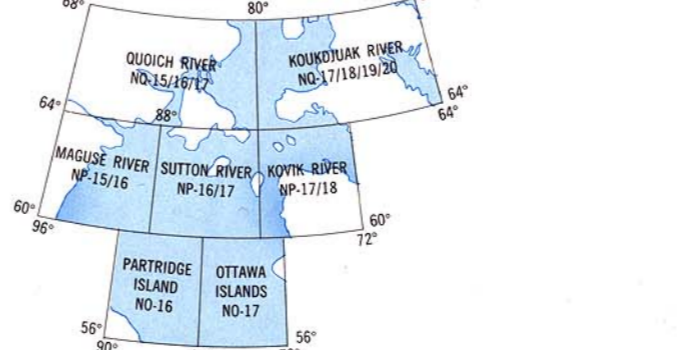 68°
80°
QUOICH RIVER
NQ-15/16/17
KOUKDJUAK RIVER
NQ-17/18/19/20
64°
88°
64°
64°
MAGUSE RIVER
NP-15/16
SUTTON RIVER
NP-16/17
KOVIK RIVER
NP-17/18
60°
96°
60°
72°
PARTRIDGE
ISLAND
NO-16
OTTAWA
ISLANDS
NO-17
56°
90°
56°